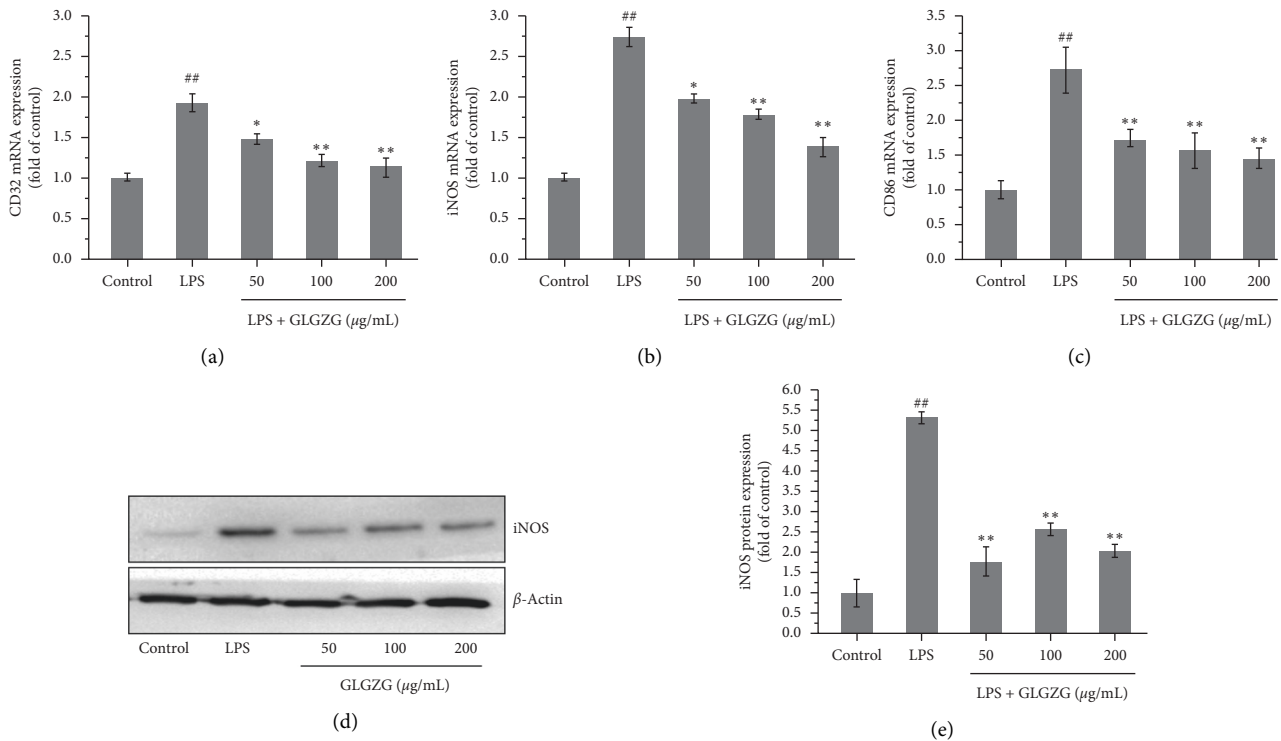 CD32 mRNA expression
(fold of control)
3.0
2.5
2.0
1.5
1.0
0.5
0.0
##
*
**
**
Control
LPS
50
100
200
LPS + GLGZG (μg/mL)
(a)
iNOS mRNA expression
(fold of control)
3.0
2.5
2.0
1.5
1.0
0.5
0.0
##
*
**
**
Control
LPS
50
100
200
LPS + GLGZG (μg/mL)
(b)
CD86 mRNA expression
(fold of control)
3.5
3.0
2.5
2.0
1.5
1.0
0.5
0.0
##
**
**
**
Control
LPS
50
100
200
LPS + GLGZG (μg/mL)
(c)
iNOS
β-Actin
Control
LPS
50
100
200
GLGZG (μg/mL)
(d)
iNOS protein expression
(fold of control)
6.0
5.5
5.0
4.5
4.0
3.5
3.0
2.5
2.0
1.5
1.0
0.5
0.0
##
**
**
**
Control
LPS
50
100
200
LPS + GLGZG (μg/mL)
(e)